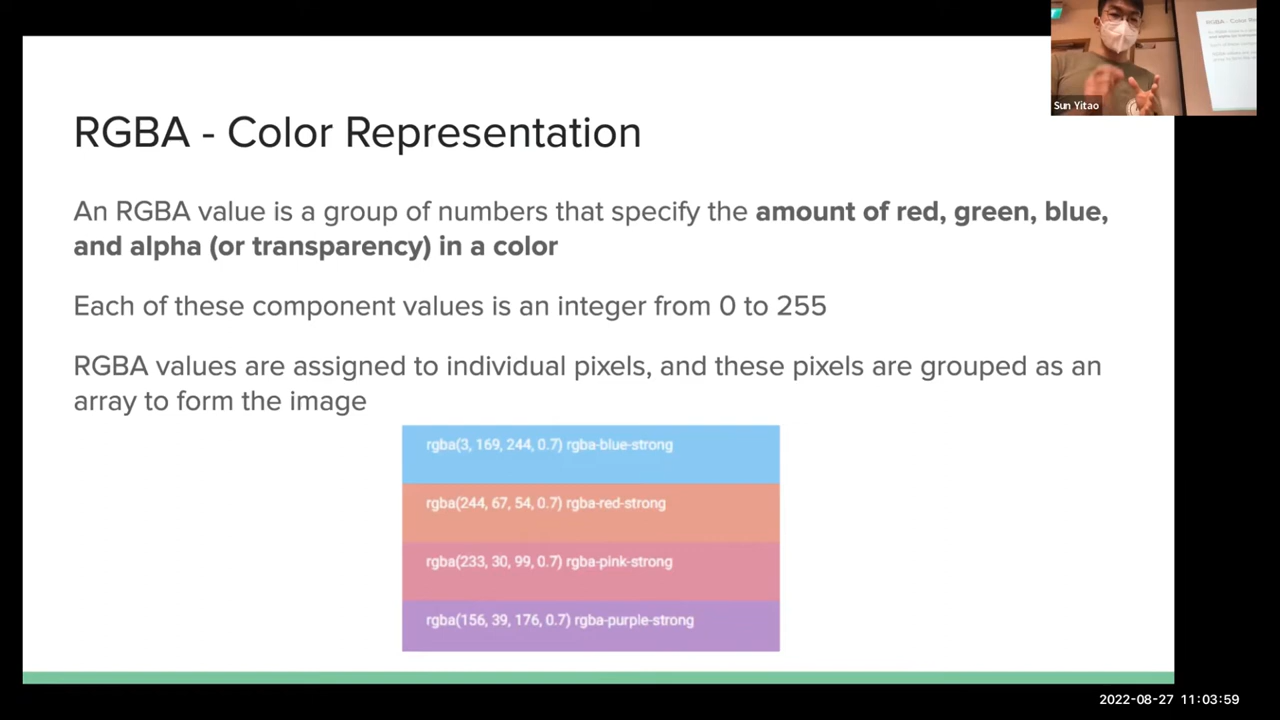 RGBA - Color Representation
An RGBA value is a group of numbers that specify the amount of red, green, blue,
and alpha (or transparency) in a color
Each of these component values is an integer from 0 to 255
RGBA values are assigned to individual pixels, and these pixels are grouped as an
array to form the image
rgba(3, 169, 244, 0.7) rgba-blue-strong
rgba(244, 67, 54, 0.7) rgba-red-strong
rgba(233, 30, 99, 0.7) rgba-pink-strong
rgba(156, 39, 176, 0.7) rgba-purple-strong
Sun Yitao
2022-08-27 11:03:59